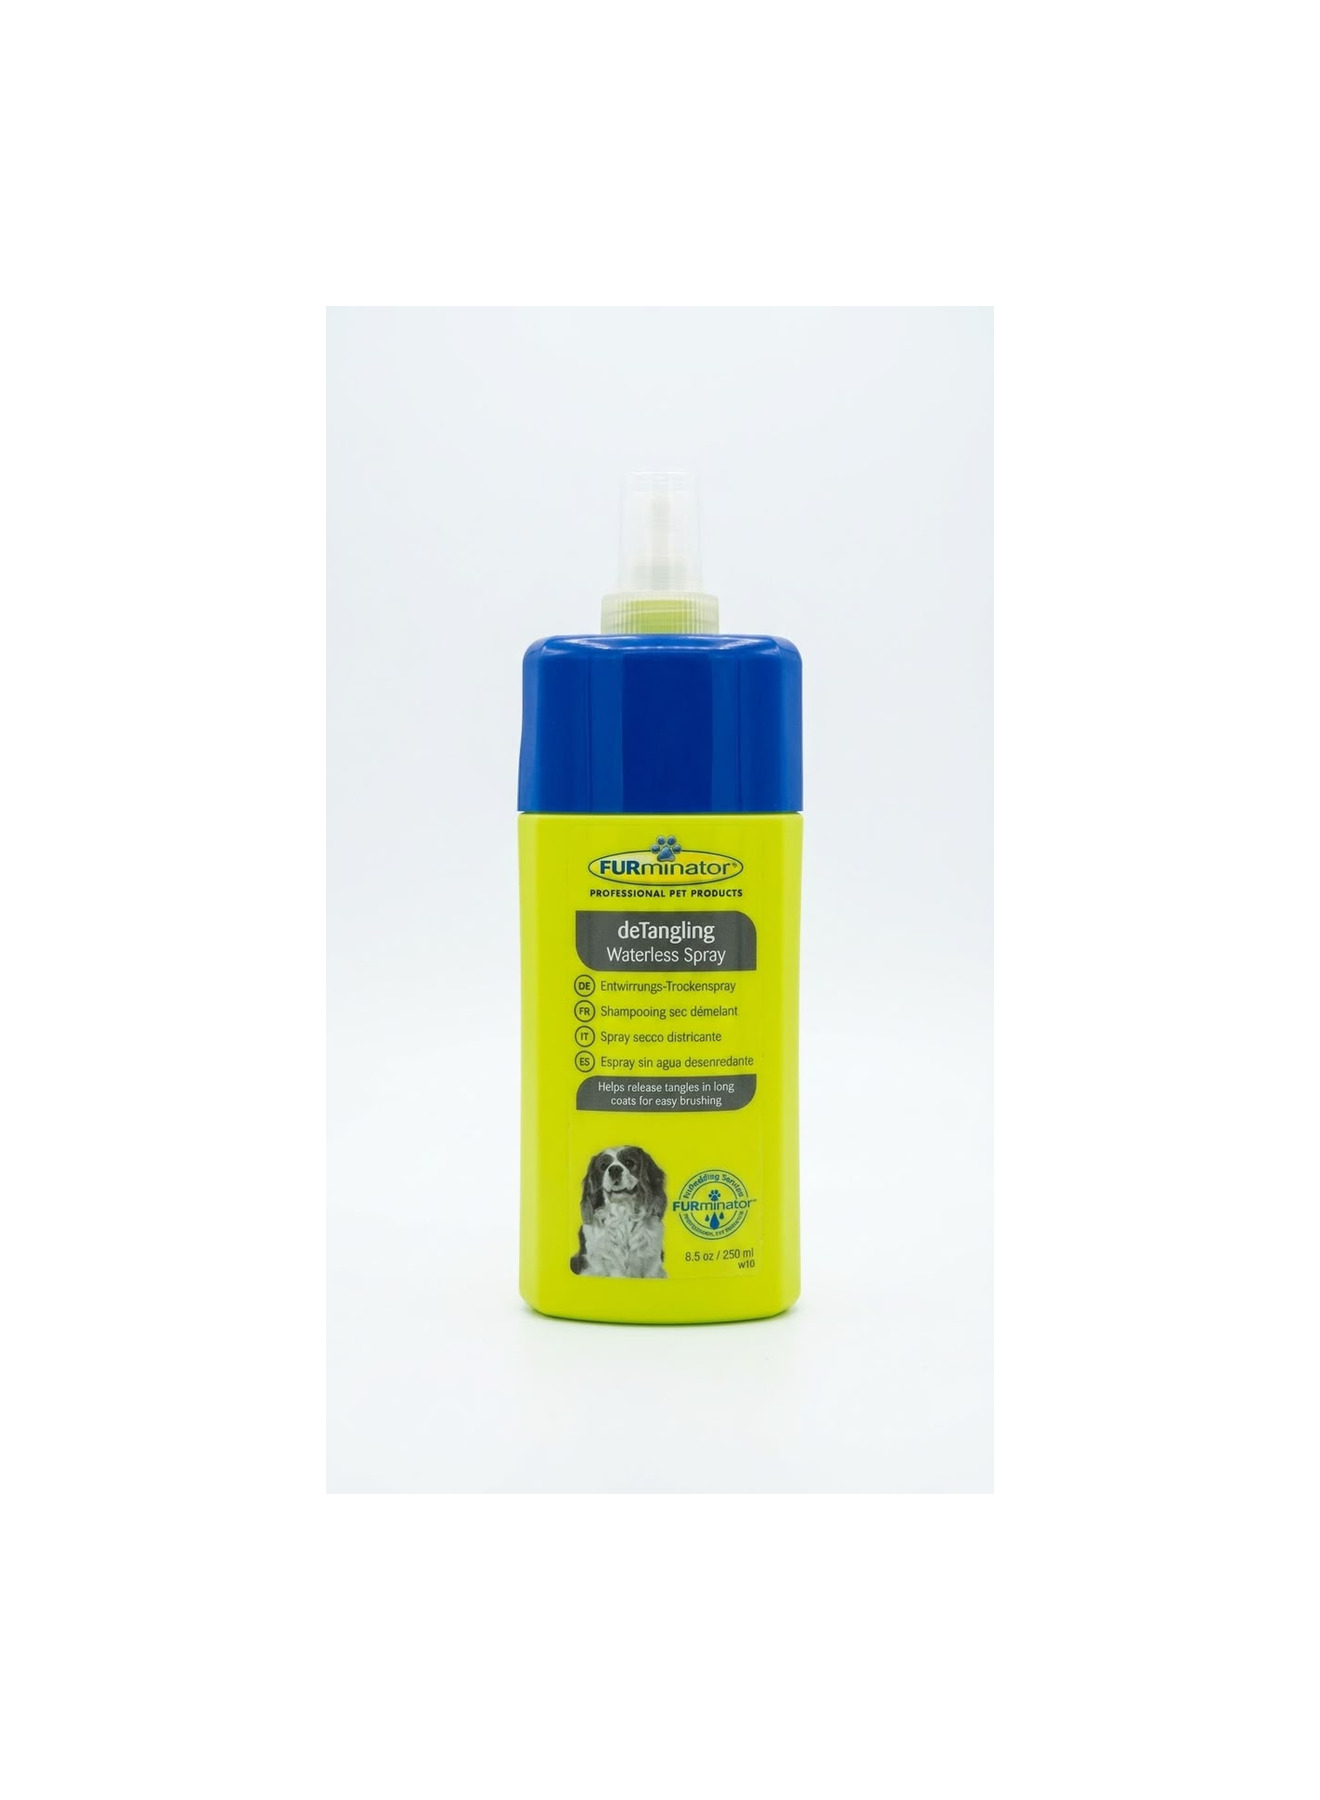 FURminator®
PROFESSIONAL PET PRODUCTS
deTangling
Waterless Spray
DE Entwirrungs-Trockenspray
FR Shampooing sec démelant
IT Spray secco districante
ES Espray sin agua desenredante
Helps release tangles in long
coats for easy brushing
FURminator™
8.5 oz / 250 ml
w10